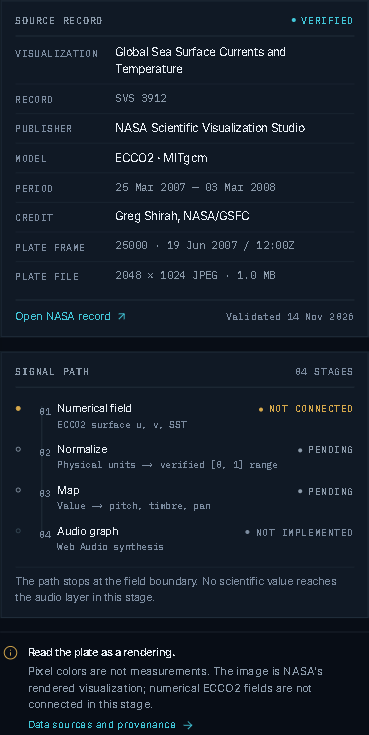 SOURCE RECORD
VERIFIED
VISUALIZATION
Global Sea Surface Currents and
Temperature
RECORD
SVS 3912
PUBLISHER
NASA Scientific Visualization Studio
MODEL
ECCO2 · MITgcm
PERIOD
25 Mar 2007 — 03 Mar 2008
CREDIT
Greg Shirah, NASA/GSFC
PLATE FRAME
25000 · 19 Jun 2007 / 12:00Z
PLATE FILE
2048 × 1024 JPEG · 1.0 MB
Open NASA record ↗
Validated 14 Nov 2026
SIGNAL PATH
04 STAGES
01 Numerical field
NOT CONNECTED
ECCO2 surface u, v, SST
02 Normalize
PENDING
Physical units → verified [0, 1] range
03 Map
PENDING
Value → pitch, timbre, pan
04 Audio graph
NOT IMPLEMENTED
Web Audio synthesis
The path stops at the field boundary. No scientific value reaches
the audio layer in this stage.
Read the plate as a rendering.
Pixel colors are not measurements. The image is NASA's
rendered visualization; numerical ECCO2 fields are not
connected in this stage.
Data sources and provenance →